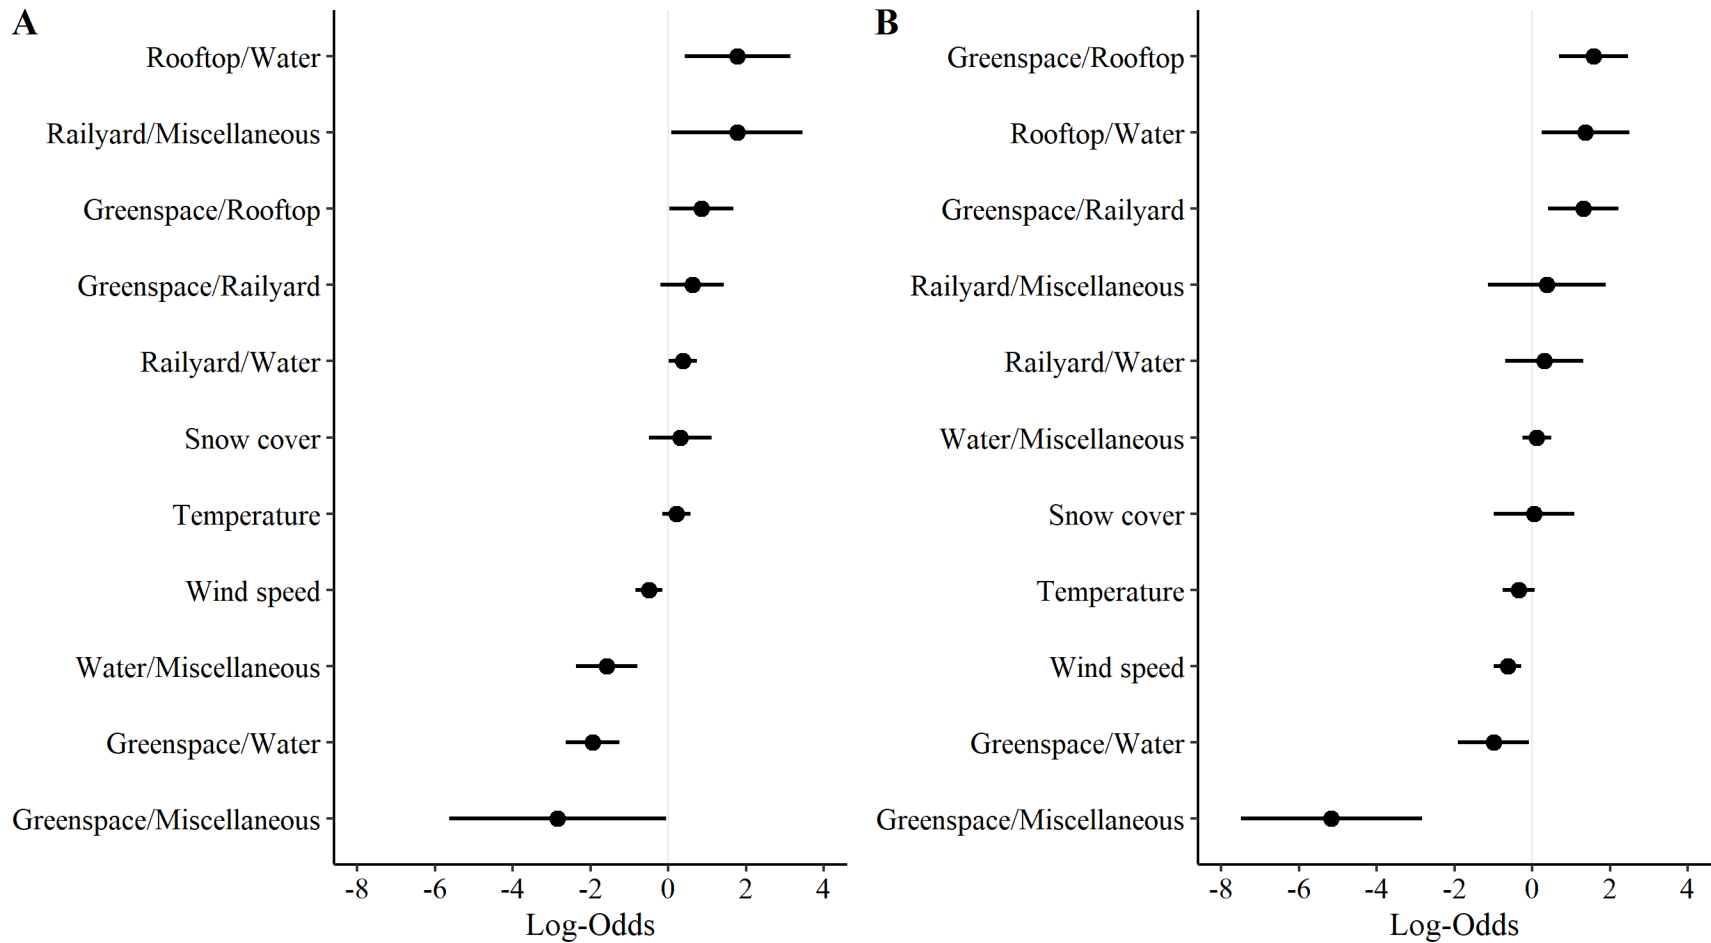 A
Rooftop/Water
Railyard/Miscellaneous
Greenspace/Rooftop
Greenspace/Railyard
Railyard/Water
Snow cover
Temperature
Wind speed
Water/Miscellaneous
Greenspace/Water
Greenspace/Miscellaneous
-8 -6 -4 -2 0 2 4
Log-Odds
B
Greenspace/Rooftop
Rooftop/Water
Greenspace/Railyard
Railyard/Miscellaneous
Railyard/Water
Water/Miscellaneous
Snow cover
Temperature
Wind speed
Greenspace/Water
Greenspace/Miscellaneous
-8 -6 -4 -2 0 2 4
Log-Odds